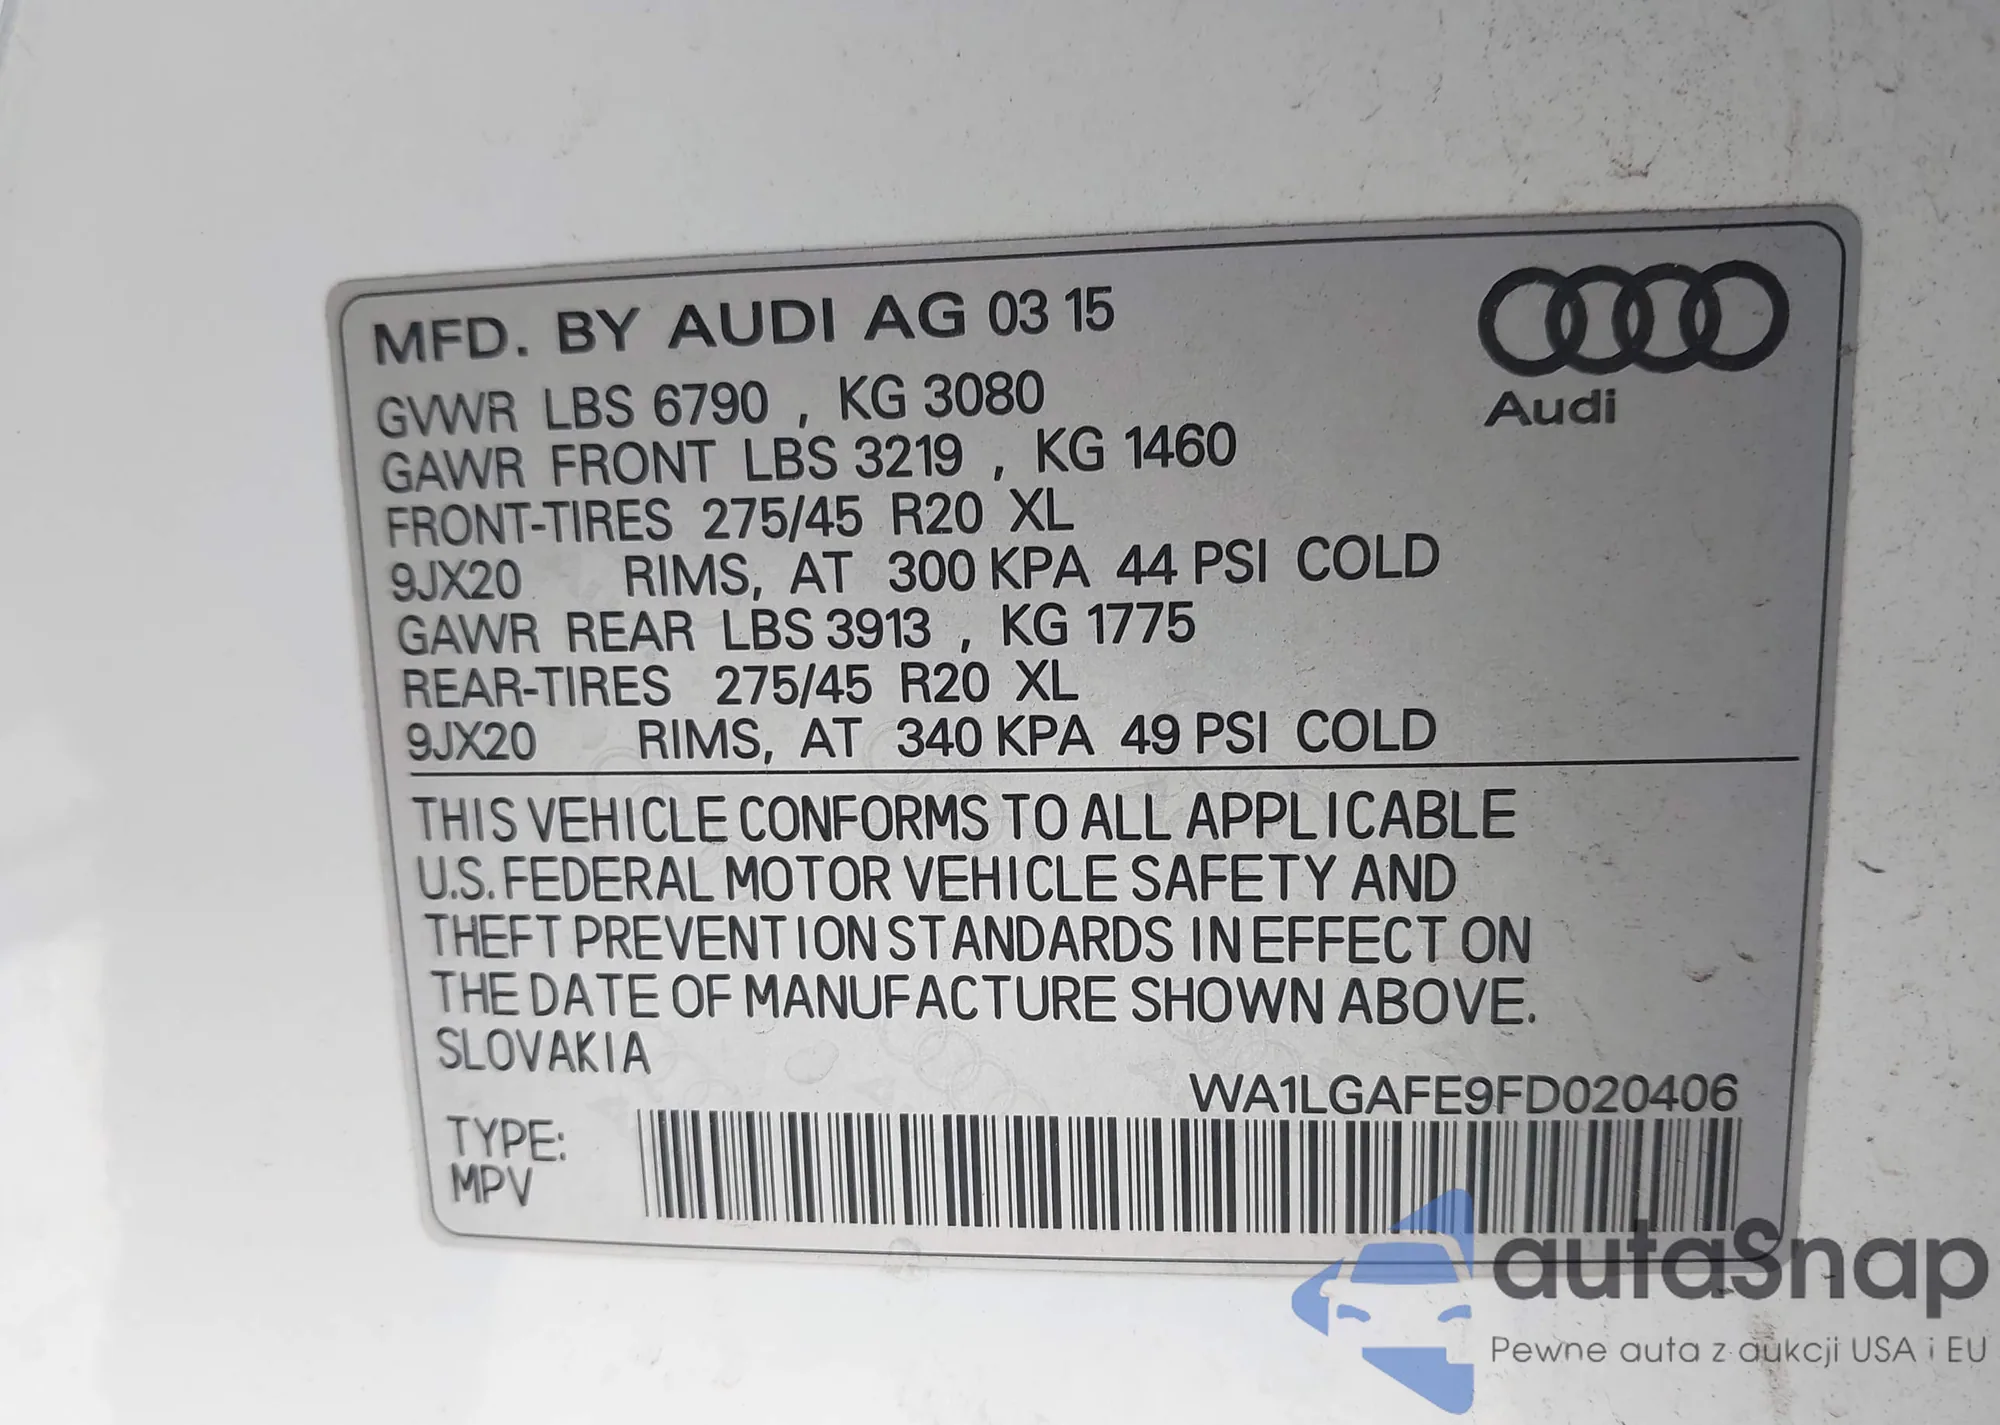 MFD. BY AUDI AG 03 15
Audi
GVWR LBS 6790 , KG 3080
GAWR FRONT LBS 3219 , KG 1460
FRONT-TIRES 275/45 R20 XL
9JX20 RIMS, AT 300 KPA 44 PSI COLD
GAWR REAR LBS 3913 , KG 1775
REAR-TIRES 275/45 R20 XL
9JX20 RIMS, AT 340 KPA 49 PSI COLD
THIS VEHICLE CONFORMS TO ALL APPLICABLE
U.S. FEDERAL MOTOR VEHICLE SAFETY AND
THEFT PREVENTION STANDARDS IN EFFECT ON
THE DATE OF MANUFACTURE SHOWN ABOVE.
SLOVAKIA
WA1LGAFE9FD020406
TYPE:
MPV
autaSnap
Pewne auta z aukcji USA i EU